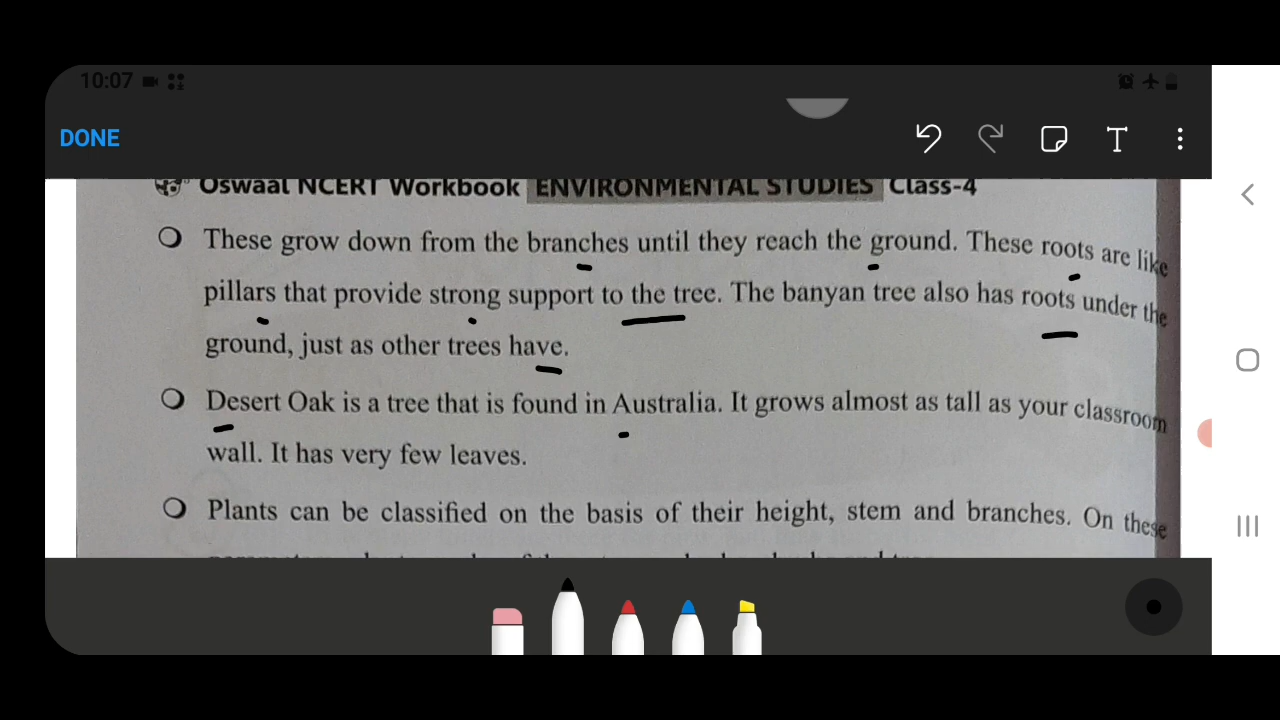 10:07
DONE
T
Oswaal NCERT Workbook ENVIRONMENTAL STUDIES Class-4
These grow down from the branches until they reach the ground. These roots are like
pillars that provide strong support to the tree. The banyan tree also has roots under the
ground, just as other trees have.
Desert Oak is a tree that is found in Australia. It grows almost as tall as your classroom
wall. It has very few leaves.
Plants can be classified on the basis of their height, stem and branches. On these